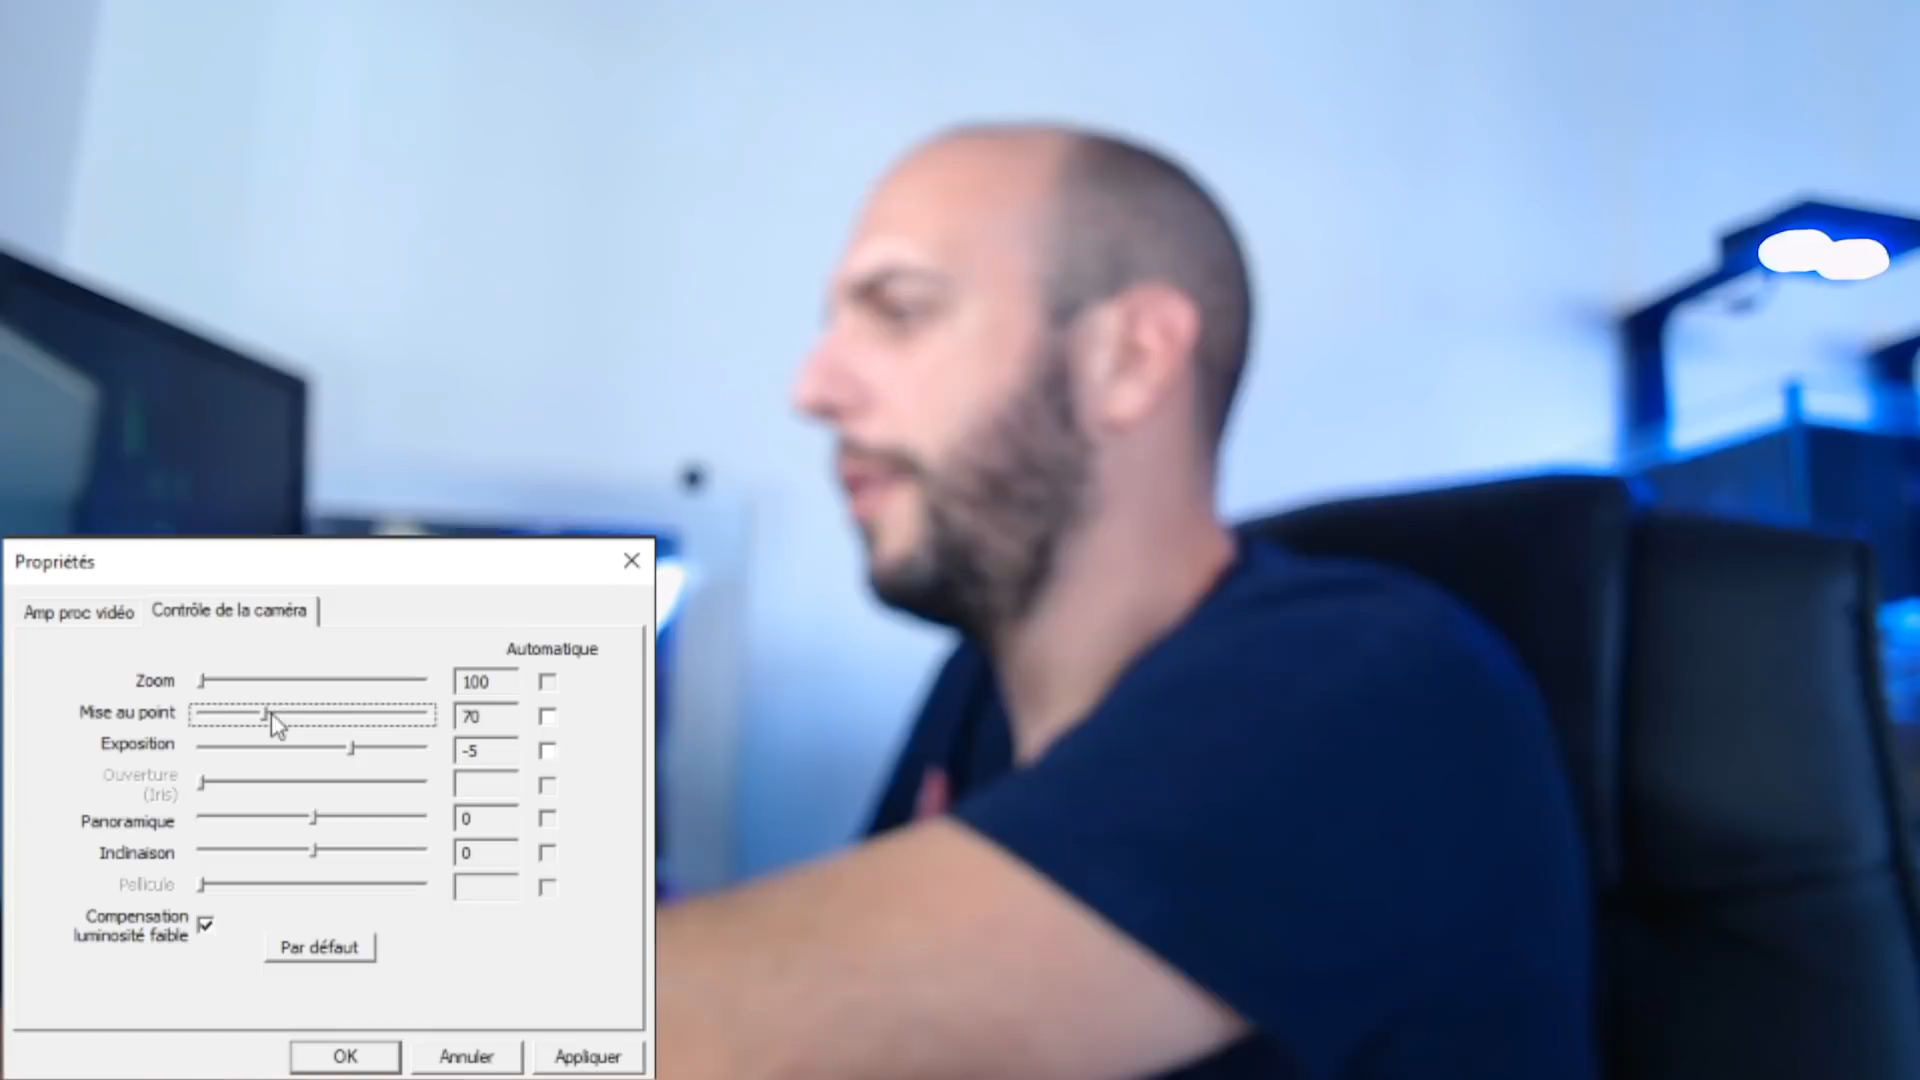 Propriétés
Amp proc vidéo
Contrôle de la caméra
Automatique
Zoom
100
Mise au point
70
Exposition
-5
Ouverture
(Iris)
Panoramique
0
Inclinaison
0
Pellicule
Compensation
luminosité faible
Par défaut
OK
Annuler
Appliquer